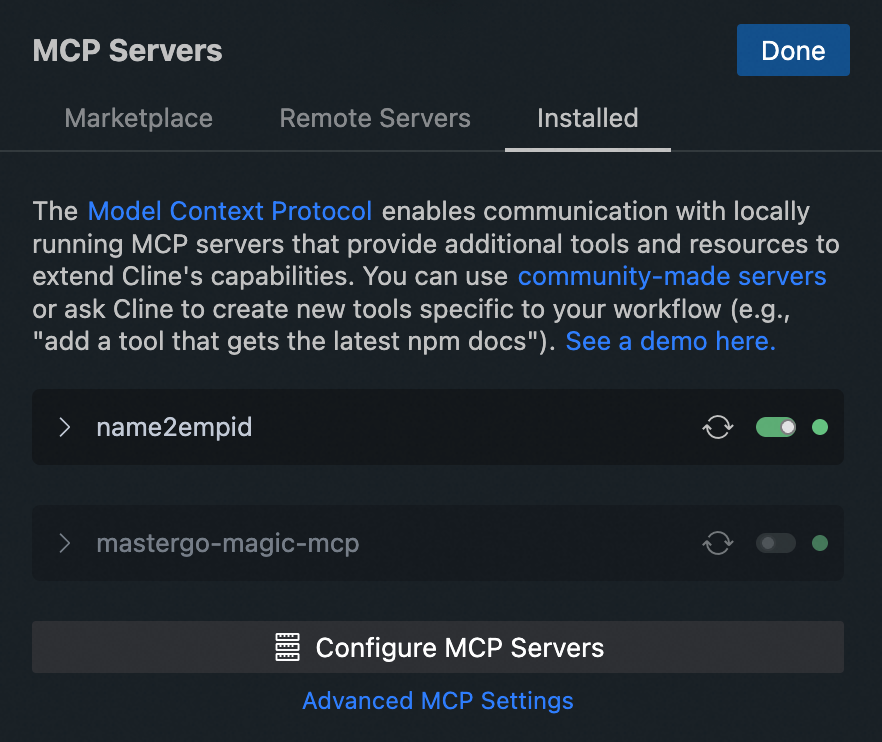 MCP Servers
Done
Marketplace
Remote Servers
Installed
The Model Context Protocol enables communication with locally
running MCP servers that provide additional tools and resources to
extend Cline's capabilities. You can use community-made servers
or ask Cline to create new tools specific to your workflow (e.g.,
"add a tool that gets the latest npm docs"). See a demo here.
name2empid
mastergo-magic-mcp
Configure MCP Servers
Advanced MCP Settings